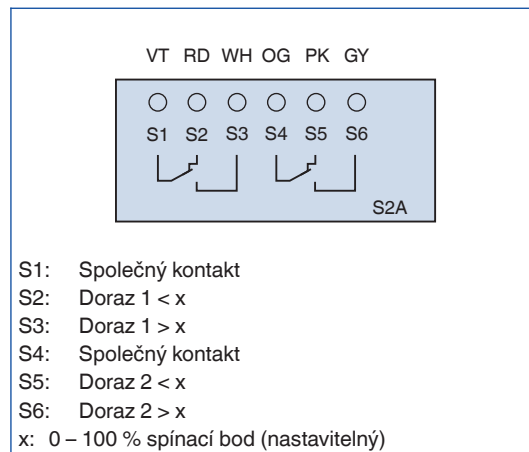 VT RD WH OG PK GY
S1 S2 S3 S4 S5 S6
S2A
S1: Společný kontakt
S2: Doraz 1 < x
S3: Doraz 1 > x
S4: Společný kontakt
S5: Doraz 2 < x
S6: Doraz 2 > x
x: 0 – 100 % spínací bod (nastavitelný)